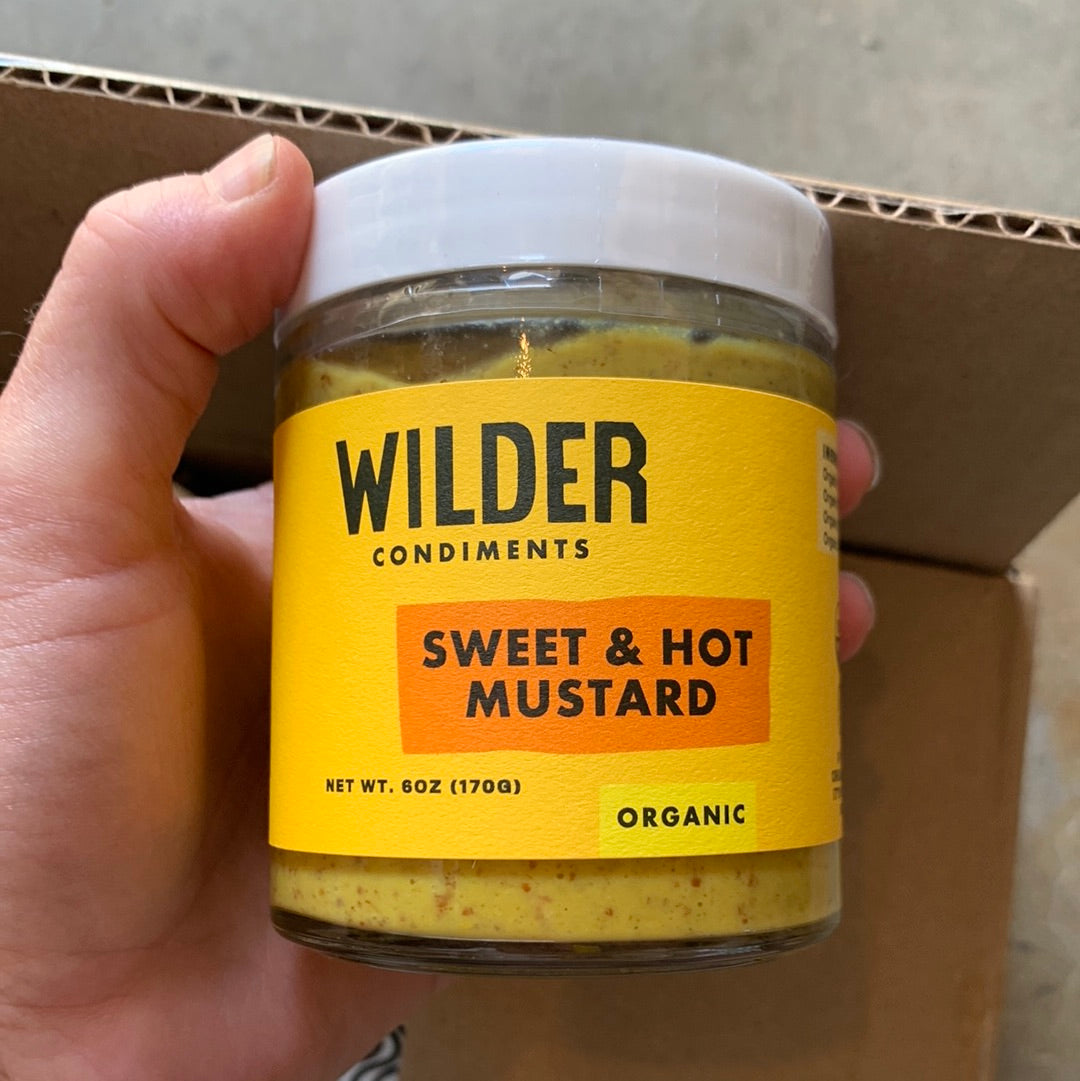 WILDER
CONDIMENTS
SWEET & HOT
MUSTARD
NET WT. 6OZ (170G)
ORGANIC